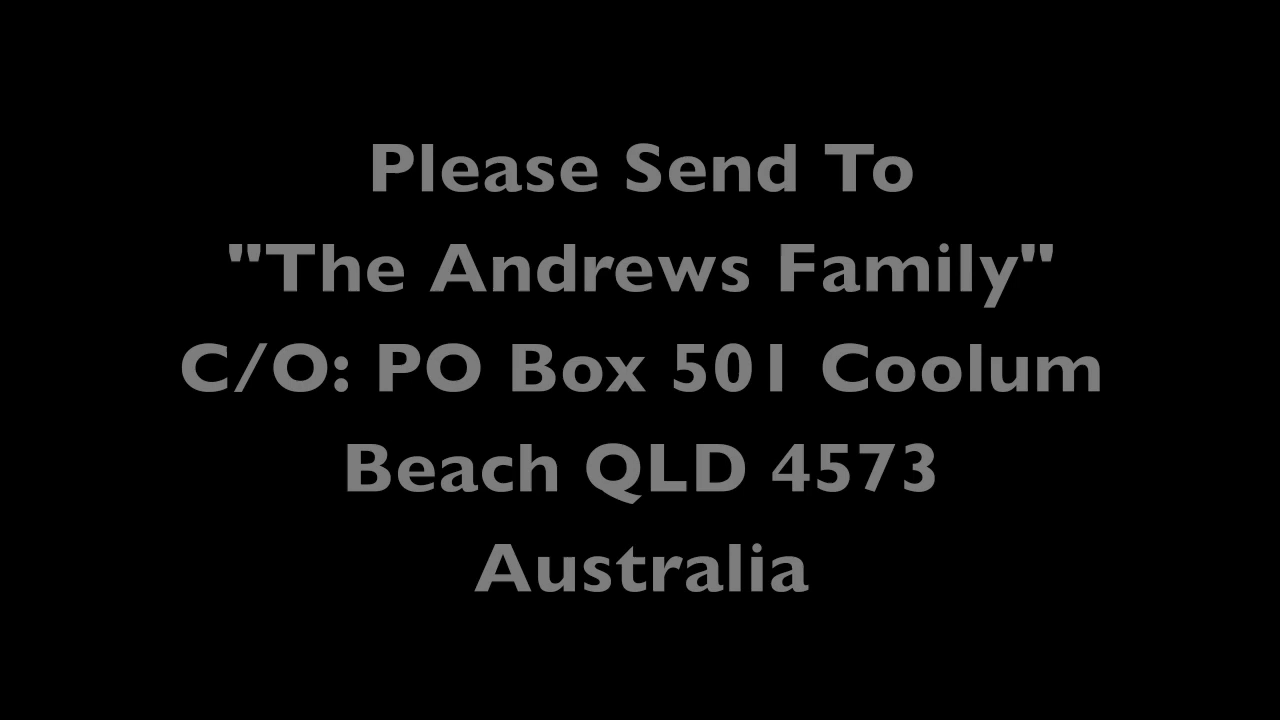 Please Send To
"The Andrews Family"
C/O: PO Box 501 Coolum
Beach QLD 4573
Australia